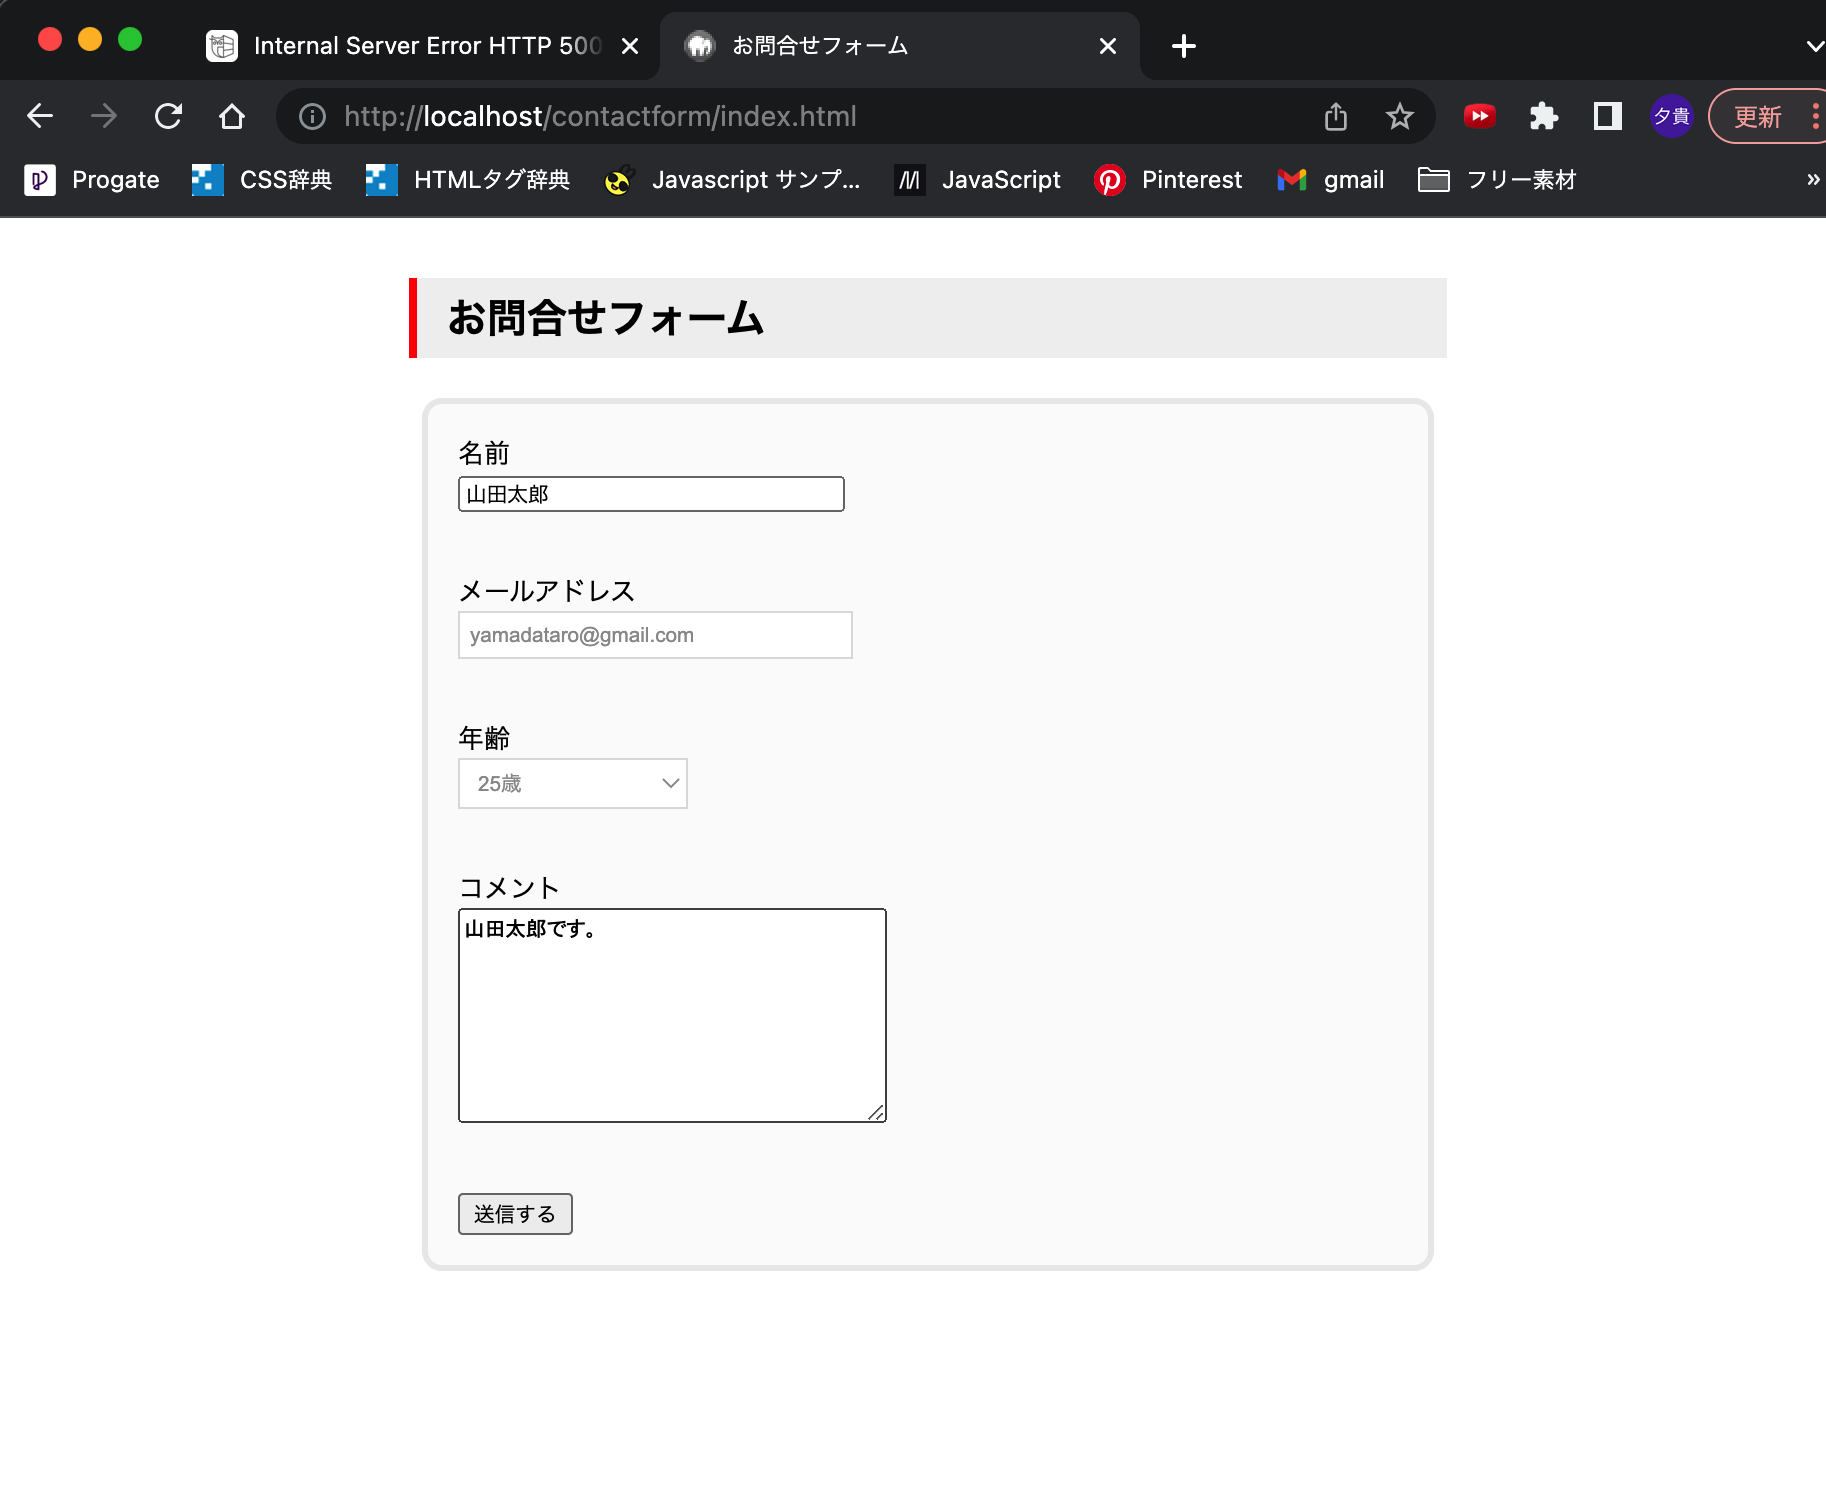 Internal Server Error HTTP 500
お問合せフォーム
http://localhost/contactform/index.html
夕貴
更新
Progate
CSS辞典
HTMLタグ辞典
Javascript サンプ...
JavaScript
Pinterest
gmail
フリー素材
»
お問合せフォーム
名前
山田太郎
メールアドレス
yamadataro@gmail.com
年齢
25歳
コメント
山田太郎です。
送信する